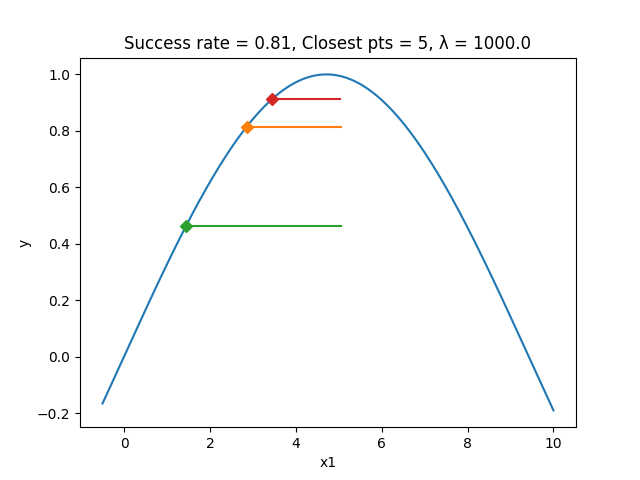 Success rate = 0.81, Closest pts = 5, λ = 1000.0
1.0
0.8
0.6
0.4
0.2
0.0
−0.2
y
0 2 4 6 8 10
x1